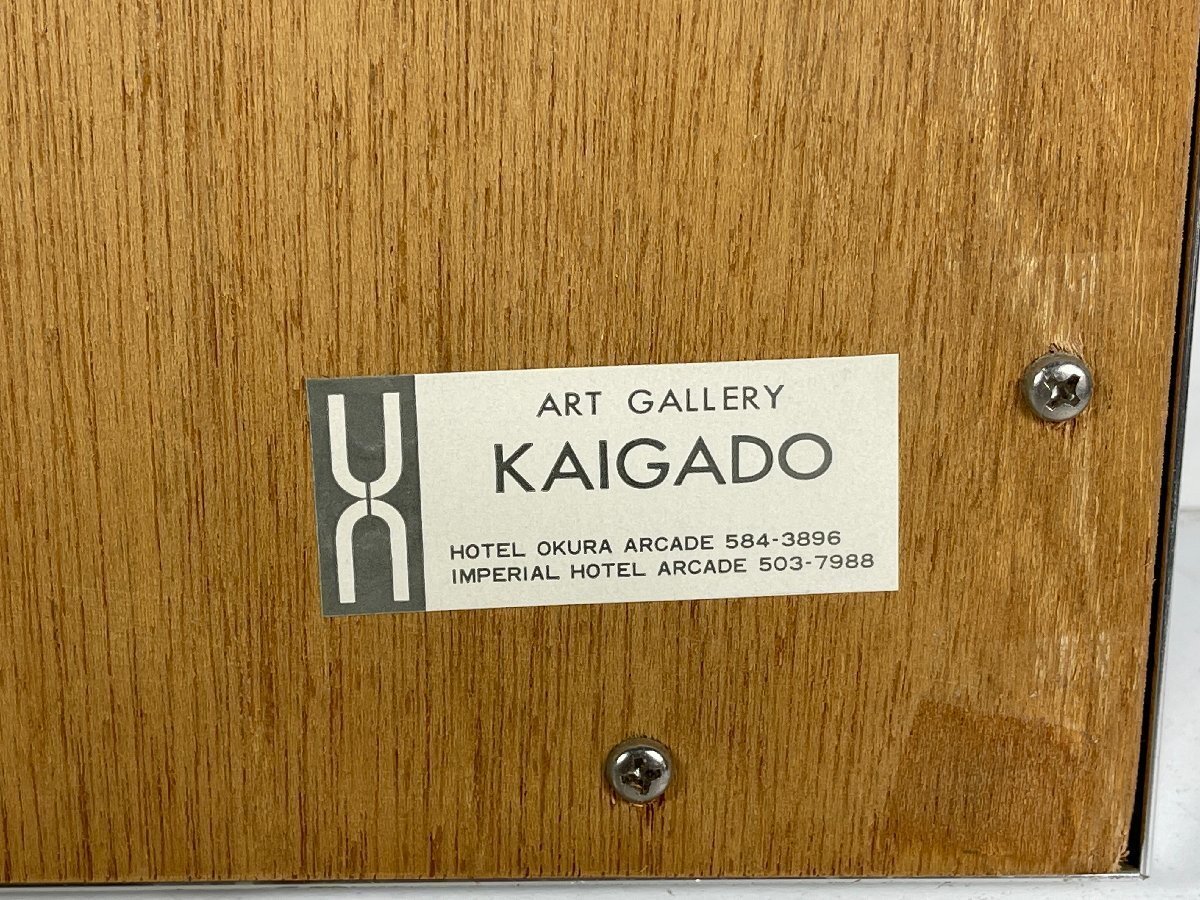 ART GALLERY
KAIGADO
HOTEL OKURA ARCADE 584-3896
IMPERIAL HOTEL ARCADE 503-7988